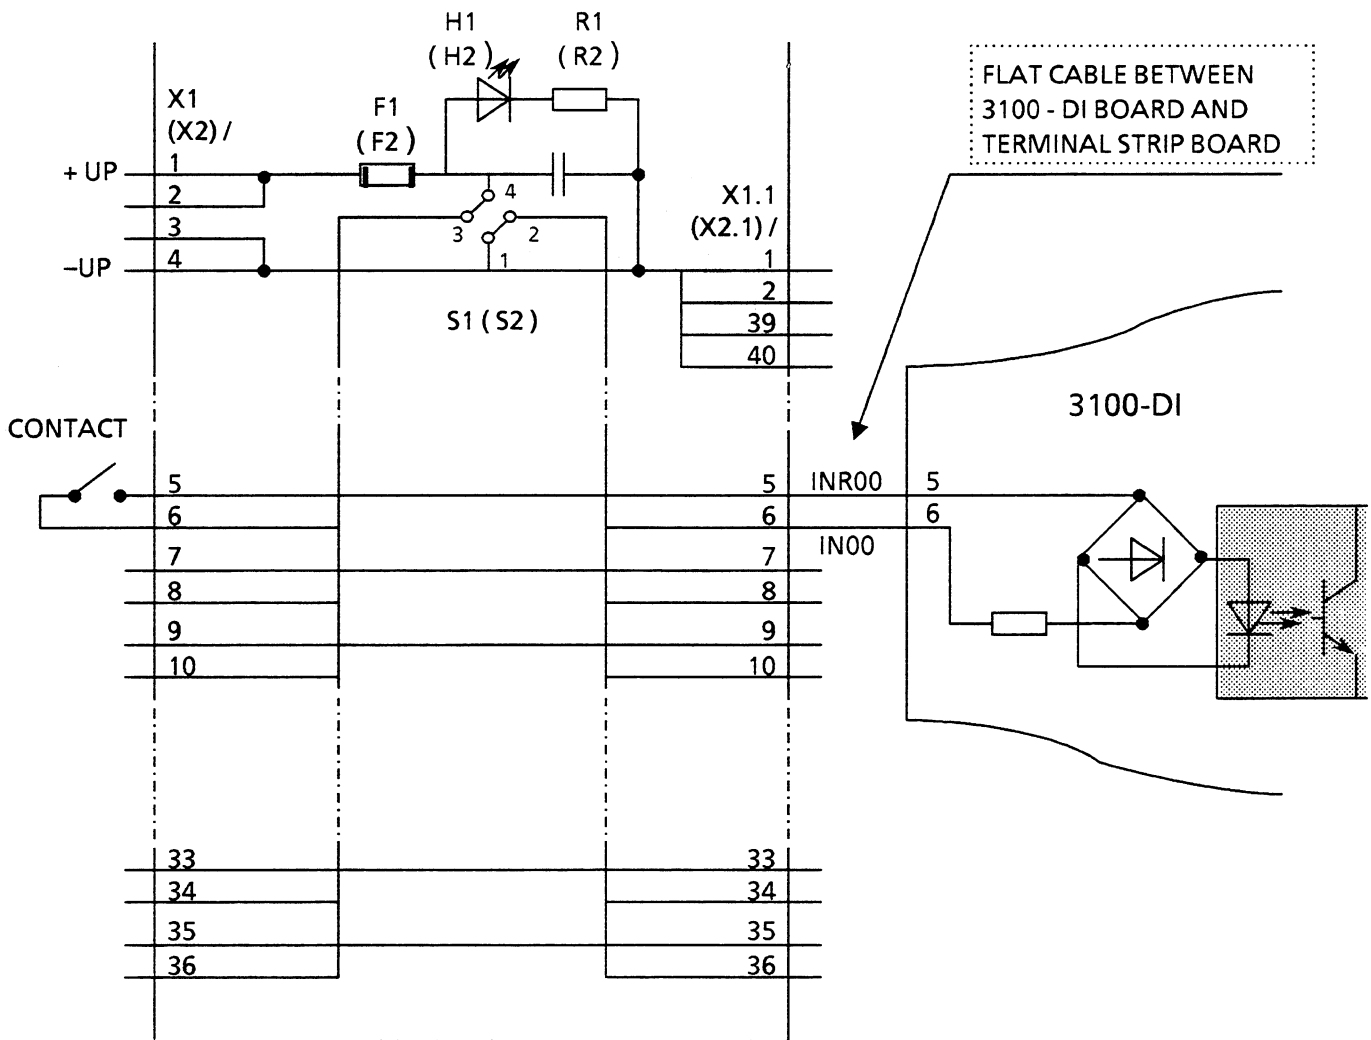 H1
( H2 )
R1
( R2 )
FLAT CABLE BETWEEN
3100 - DI BOARD AND
TERMINAL STRIP BOARD
X1
(X2) /
F1
( F2 )
+ UP
1
2
3
4
–UP
4
3
2
1
S1 ( S2 )
X1.1
(X2.1) /
1
2
39
40
3100-DI
CONTACT
5
6
7
8
9
10
5
6
7
8
9
10
INR00
IN00
5
6
33
34
35
36
33
34
35
36